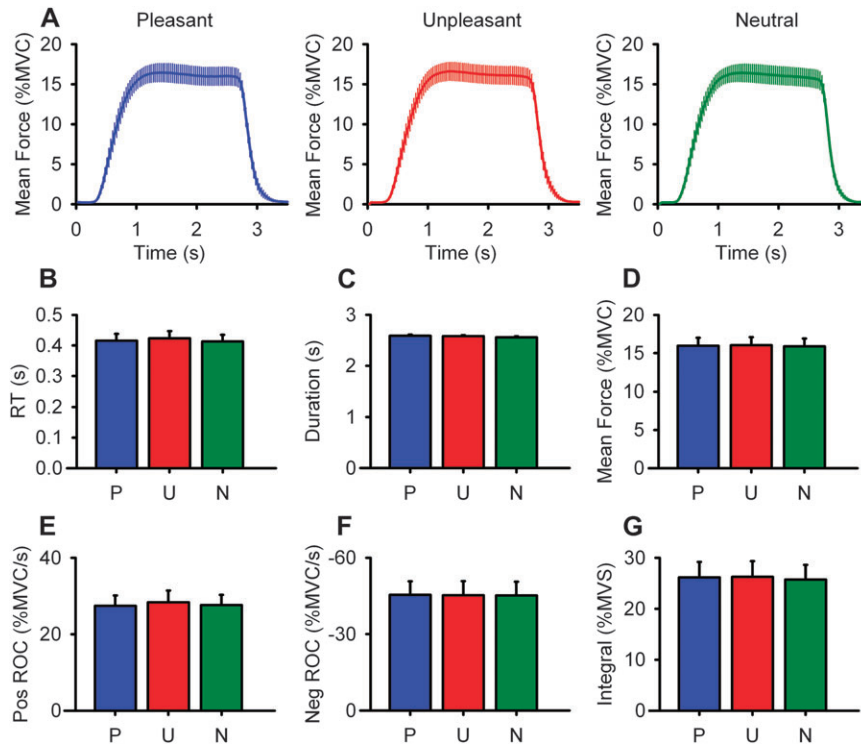 A
Pleasant
Unpleasant
Neutral
Mean Force (%MVC)
20
15
10
5
0
0 1 2 3
Time (s)
Mean Force (%MVC)
20
15
10
5
0
0 1 2 3
Time (s)
Mean Force (%MVC)
20
15
10
5
0
0 1 2 3
Time (s)
B
RT (s)
0.5
0.4
0.3
0.2
0.1
0.0
P U N
C
Duration (s)
3
2
1
0
P U N
D
Mean Force (%MVC)
20
15
10
5
0
P U N
E
Pos ROC (%MVC/s)
40
20
0
P U N
F
Neg ROC (%MVC/s)
-60
-30
0
P U N
G
Integral (%MVS)
30
20
10
0
P U N